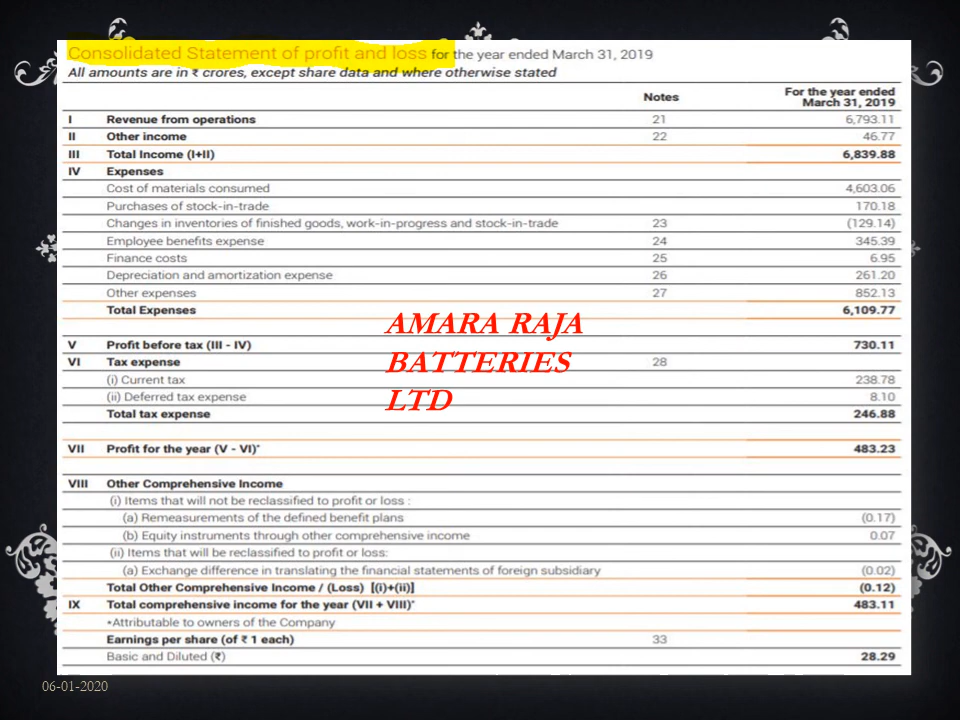 Consolidated Statement of profit and loss for the year ended March 31, 2019
All amounts are in ₹ crores, except share data and where otherwise stated
Notes For the year ended March 31, 2019
I Revenue from operations 21 6,793.11
II Other income 22 46.77
III Total Income (I+II) 6,839.88
IV Expenses
Cost of materials consumed 4,603.06
Purchases of stock-in-trade 170.18
Changes in inventories of finished goods, work-in-progress and stock-in-trade 23 (129.14)
Employee benefits expense 24 345.39
Finance costs 25 6.95
Depreciation and amortization expense 26 261.20
Other expenses 27 852.13
Total Expenses 6,109.77
AMARA RAJA
BATTERIES
LTD
V Profit before tax (III - IV) 730.11
VI Tax expense 28
(i) Current tax 238.78
(ii) Deferred tax expense 8.10
Total tax expense 246.88
VII Profit for the year (V - VI)* 483.23
VIII Other Comprehensive Income
(i) Items that will not be reclassified to profit or loss :
(a) Remeasurements of the defined benefit plans (0.17)
(b) Equity instruments through other comprehensive income 0.07
(ii) Items that will be reclassified to profit or loss:
(a) Exchange difference in translating the financial statements of foreign subsidiary (0.02)
Total Other Comprehensive Income / (Loss) [(i)+(ii)] (0.12)
IX Total comprehensive income for the year (VII + VIII)* 483.11
*Attributable to owners of the Company
Earnings per share (of ₹ 1 each) 33
Basic and Diluted (₹) 28.29
06-01-2020